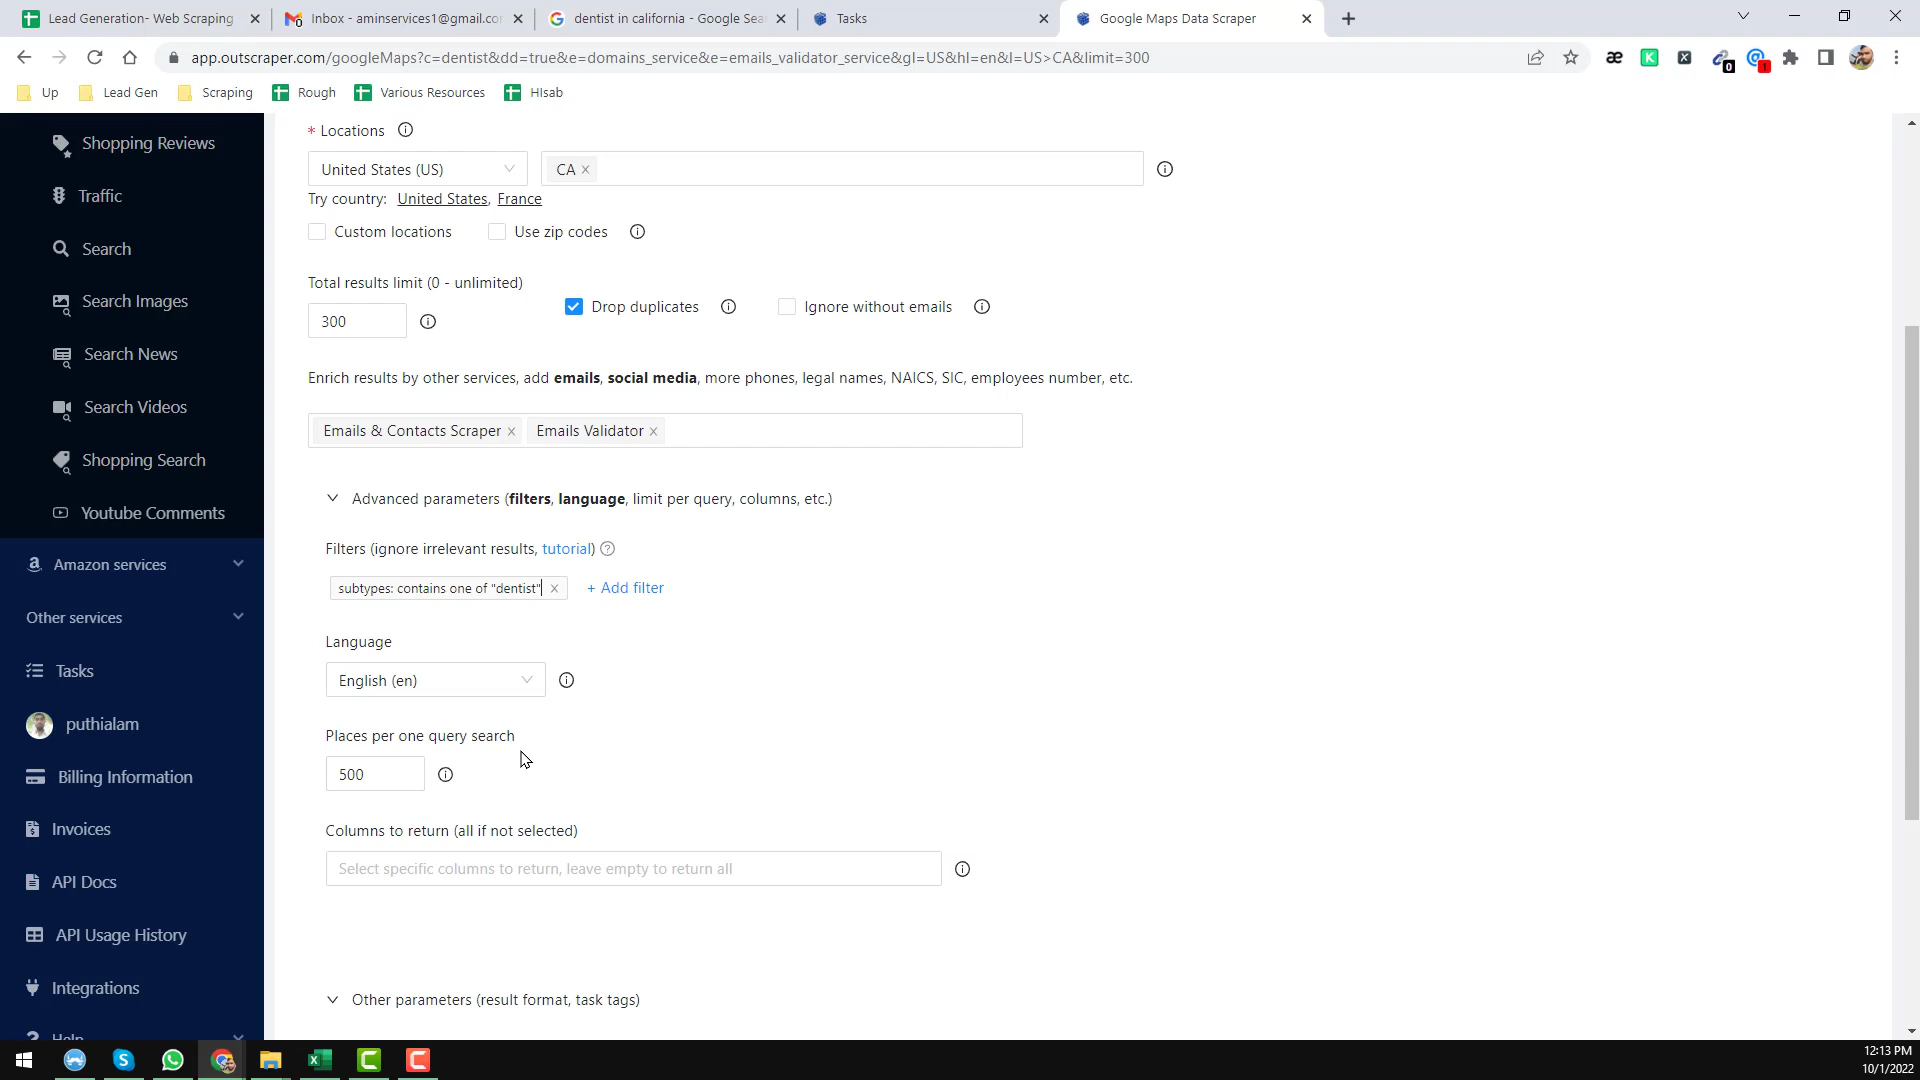 Lead Generation- Web Scraping
Inbox - aminservices1@gmail.co
dentist in california - Google Sea
Tasks
Google Maps Data Scraper
app.outscraper.com/googleMaps?c=dentist&dd=true&e=domains_service&e=emails_validator_service&gl=US&hl=en&l=US>CA&limit=300
Up
Lead Gen
Scraping
Rough
Various Resources
HIsab
Shopping Reviews
Traffic
Search
Search Images
Search News
Search Videos
Shopping Search
Youtube Comments
Amazon services
Other services
Tasks
puthialam
Billing Information
Invoices
API Docs
API Usage History
Integrations
Help
* Locations
United States (US)
CA
Try country: United States, France
Custom locations
Use zip codes
Total results limit (0 - unlimited)
300
Drop duplicates
Ignore without emails
Enrich results by other services, add emails, social media, more phones, legal names, NAICS, SIC, employees number, etc.
Emails & Contacts Scraper
Emails Validator
Advanced parameters (filters, language, limit per query, columns, etc.)
Filters (ignore irrelevant results, tutorial)
subtypes: contains one of "dentist"
+ Add filter
Language
English (en)
Places per one query search
500
Columns to return (all if not selected)
Select specific columns to return, leave empty to return all
Other parameters (result format, task tags)
12:13 PM
10/1/2022